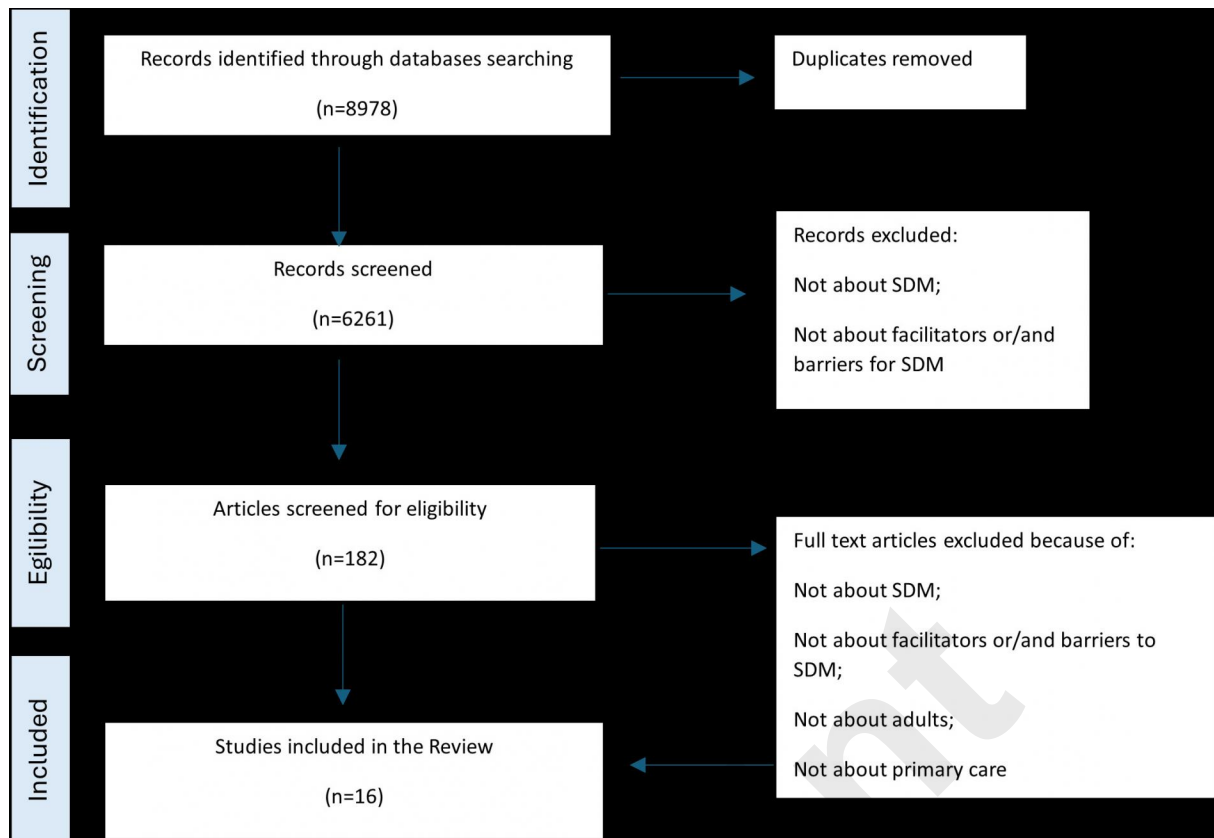 Identification
Records identified through databases searching
(n=8978)
Duplicates removed
Screening
Records screened
(n=6261)
Records excluded:
Not about SDM;
Not about facilitators or/and
barriers for SDM
Egilibility
Articles screened for eligibility
(n=182)
Full text articles excluded because of:
Not about SDM;
Not about facilitators or/and barriers to
SDM;
Not about adults;
Not about primary care
Included
Studies included in the Review
(n=16)
nt